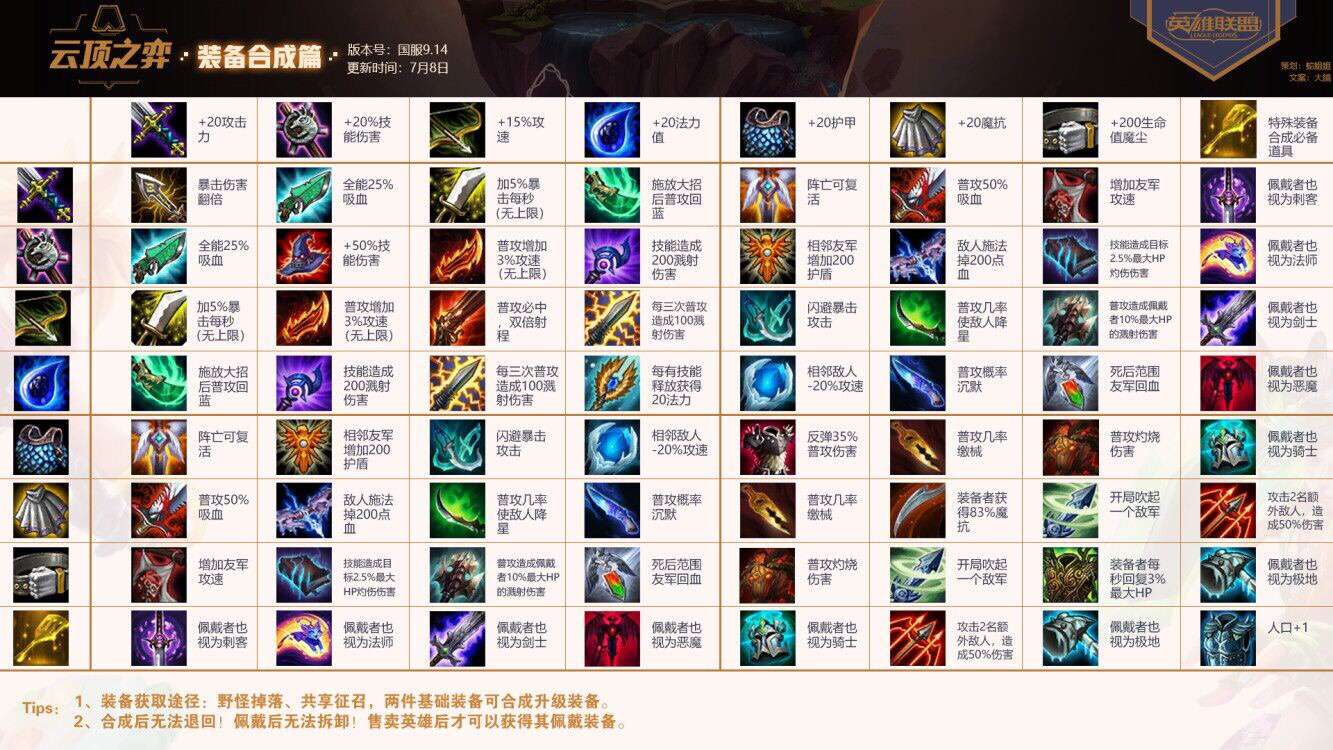 云顶之弈
·装备合成篇·
版本号：国服9.14
更新时间：7月8日
英雄联盟
LEAGUE OF LEGENDS
策划：蛇姐姐
文案：大鹅
+20攻击
力
+20%技
能伤害
+15%攻
速
+20法力
值
+20护甲
+20魔抗
+200生命
值魔尘
特殊装备
合成必备
道具
暴击伤害
翻倍
全能25%
吸血
加5%暴
击每秒
（无上限）
施放大招
后普攻回
蓝
阵亡可复
活
普攻50%
吸血
增加友军
攻速
佩戴者也
视为刺客
全能25%
吸血
+50%技
能伤害
普攻增加
3%攻速
（无上限）
技能造成
200溅射
伤害
相邻友军
增加200
护盾
敌人施法
掉200点
血
技能造成目标
2.5%最大HP
灼伤伤害
佩戴者也
视为法师
加5%暴
击每秒
（无上限）
普攻增加
3%攻速
（无上限）
普攻必中
，双倍射
程
每三次普攻
造成100溅
射伤害
闪避暴击
攻击
普攻几率
使敌人降
星
普攻造成佩戴
者10%最大HP
的溅射伤害
佩戴者也
视为剑士
施放大招
后普攻回
蓝
技能造成
200溅射
伤害
每三次普攻
造成100溅
射伤害
每有技能
释放获得
20法力
相邻敌人
-20%攻速
普攻概率
沉默
死后范围
友军回血
佩戴者也
视为恶魔
阵亡可复
活
相邻友军
增加200
护盾
闪避暴击
攻击
相邻敌人
-20%攻速
反弹35%
普攻伤害
普攻几率
缴械
普攻灼烧
伤害
佩戴者也
视为骑士
普攻50%
吸血
敌人施法
掉200点
血
普攻几率
使敌人降
星
普攻概率
沉默
普攻几率
缴械
装备者获
得83%魔
抗
开局吹起
一个敌军
攻击2名额
外敌人，造
成50%伤害
增加友军
攻速
技能造成目
标2.5%最大
HP灼伤伤害
普攻造成佩戴
者10%最大HP
的溅射伤害
死后范围
友军回血
普攻灼烧
伤害
开局吹起
一个敌军
装备者每
秒回复3%
最大HP
佩戴者也
视为极地
佩戴者也
视为刺客
佩戴者也
视为法师
佩戴者也
视为剑士
佩戴者也
视为恶魔
佩戴者也
视为骑士
攻击2名额
外敌人，造
成50%伤害
佩戴者也
视为极地
人口+1
Tips：
1、装备获取途径：野怪掉落、共享征召，两件基础装备可合成升级装备。
2、合成后无法退回！佩戴后无法拆卸！售卖英雄后才可以获得其佩戴装备。